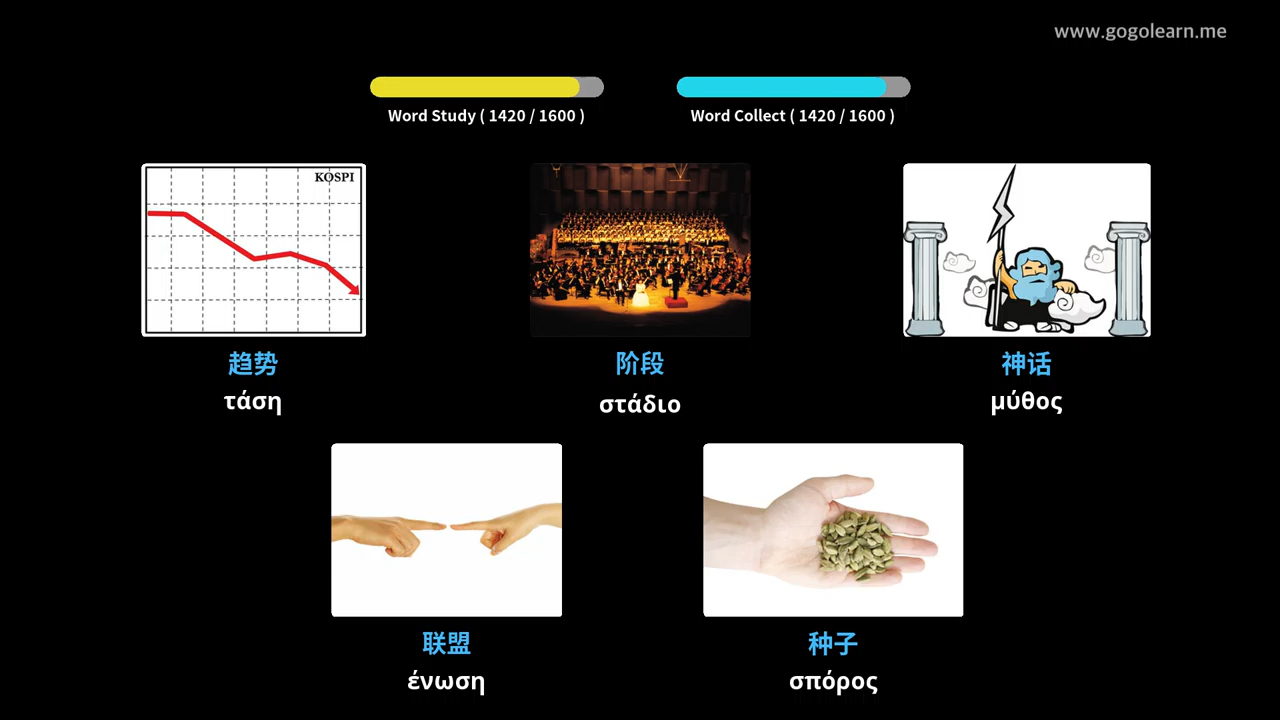 www.gogolearn.me
Word Study ( 1420 / 1600 )
Word Collect ( 1420 / 1600 )
KOSPI
趋势
τάση
阶段
στάδιο
神话
μύθος
联盟
ένωση
种子
σπόρος